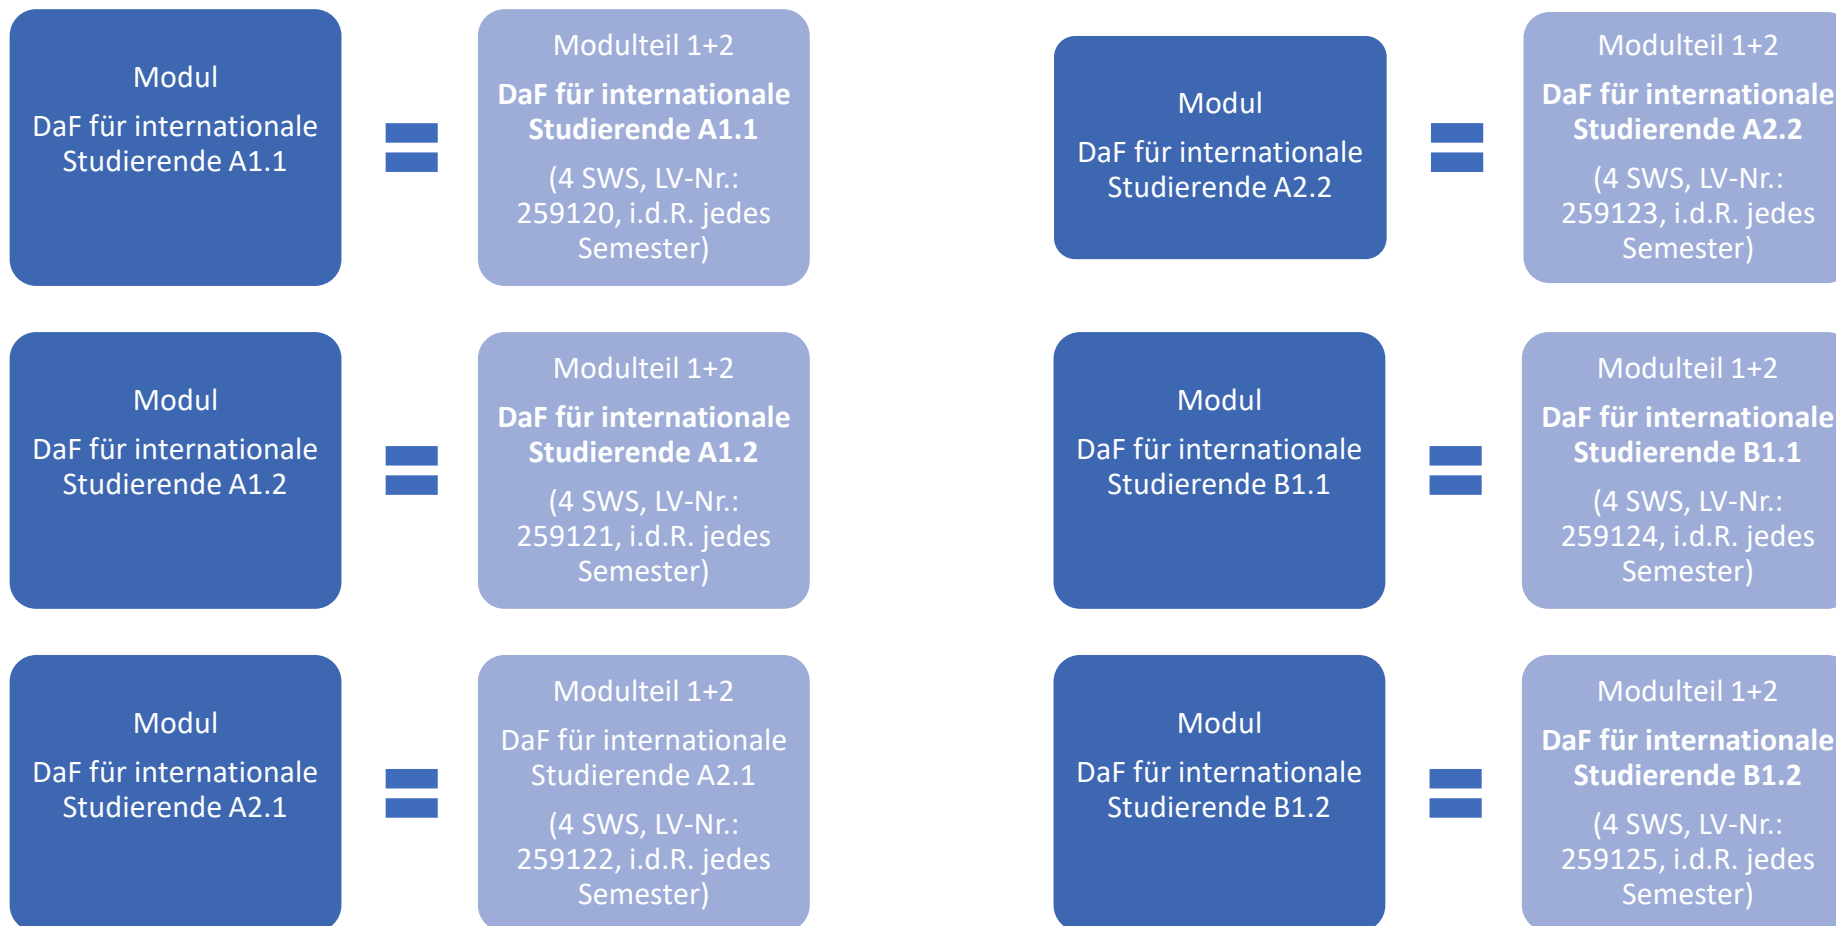 Modul
DaF für internationale
Studierende A1.1
Modulteil 1+2
DaF für internationale
Studierende A1.1
(4 SWS, LV-Nr.:
259120, i.d.R. jedes
Semester)
Modul
DaF für internationale
Studierende A1.2
Modulteil 1+2
DaF für internationale
Studierende A1.2
(4 SWS, LV-Nr.:
259121, i.d.R. jedes
Semester)
Modul
DaF für internationale
Studierende A2.1
Modulteil 1+2
DaF für internationale
Studierende A2.1
(4 SWS, LV-Nr.:
259122, i.d.R. jedes
Semester)
Modul
DaF für internationale
Studierende A2.2
Modulteil 1+2
DaF für internationale
Studierende A2.2
(4 SWS, LV-Nr.:
259123, i.d.R. jedes
Semester)
Modul
DaF für internationale
Studierende B1.1
Modulteil 1+2
DaF für internationale
Studierende B1.1
(4 SWS, LV-Nr.:
259124, i.d.R. jedes
Semester)
Modul
DaF für internationale
Studierende B1.2
Modulteil 1+2
DaF für internationale
Studierende B1.2
(4 SWS, LV-Nr.:
259125, i.d.R. jedes
Semester)